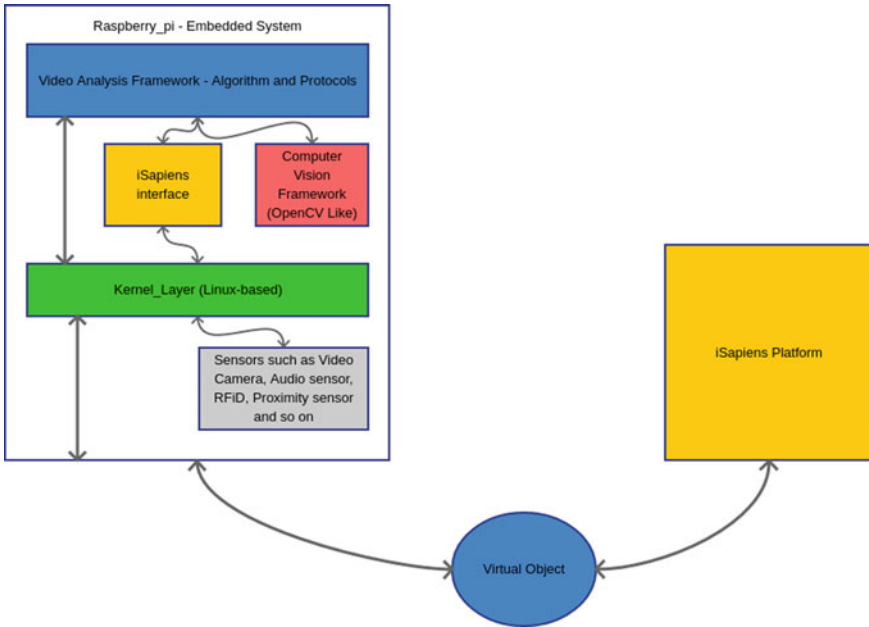 Raspberry_pi - Embedded System
Video Analysis Framework - Algorithm and Protocols
iSapiens
interface
Computer
Vision
Framework
(OpenCV Like)
Kernel_Layer (Linux-based)
Sensors such as Video
Camera, Audio sensor,
RFiD, Proximity sensor
and so on
iSapiens Platform
Virtual Object